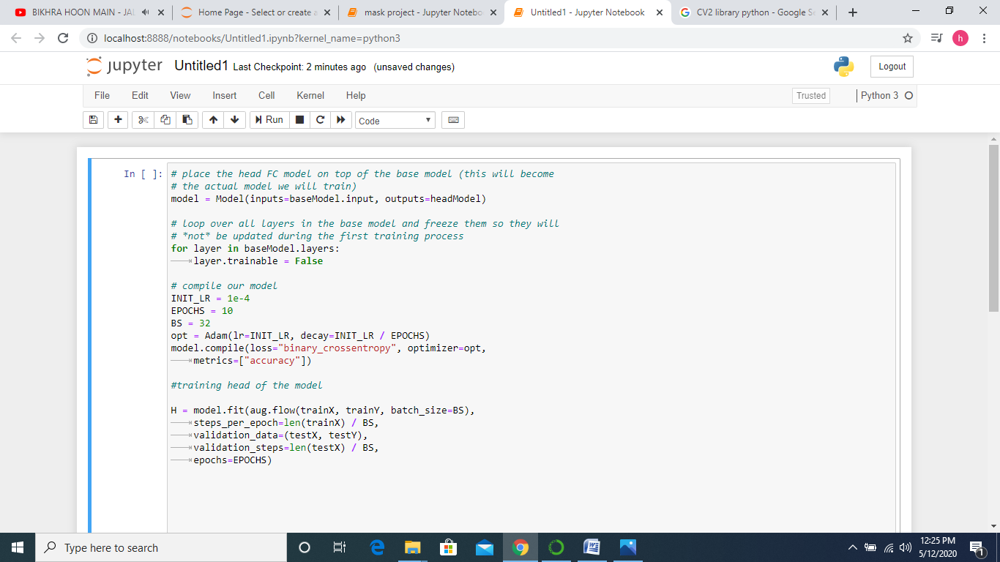 BIKHRA HOON MAIN - JAL
Home Page - Select or create a
mask project - Jupyter Notebo
Untitled1 - Jupyter Notebook
CV2 library python - Google Se
localhost:8888/notebooks/Untitled1.ipynb?kernel_name=python3
h
jupyter Untitled1 Last Checkpoint: 2 minutes ago (unsaved changes)
Logout
File Edit View Insert Cell Kernel Help
Trusted
Python 3
Run
Code
In [ ]:
# place the head FC model on top of the base model (this will become
# the actual model we will train)
model = Model(inputs=baseModel.input, outputs=headModel)
# loop over all layers in the base model and freeze them so they will
# *not* be updated during the first training process
for layer in baseModel.layers:
layer.trainable = False
# compile our model
INIT_LR = 1e-4
EPOCHS = 10
BS = 32
opt = Adam(lr=INIT_LR, decay=INIT_LR / EPOCHS)
model.compile(loss="binary_crossentropy", optimizer=opt,
metrics=["accuracy"])
#training head of the model
H = model.fit(aug.flow(trainX, trainY, batch_size=BS),
steps_per_epoch=len(trainX) / BS,
validation_data=(testX, testY),
validation_steps=len(testX) / BS,
epochs=EPOCHS)
Type here to search
12:25 PM
5/12/2020
1